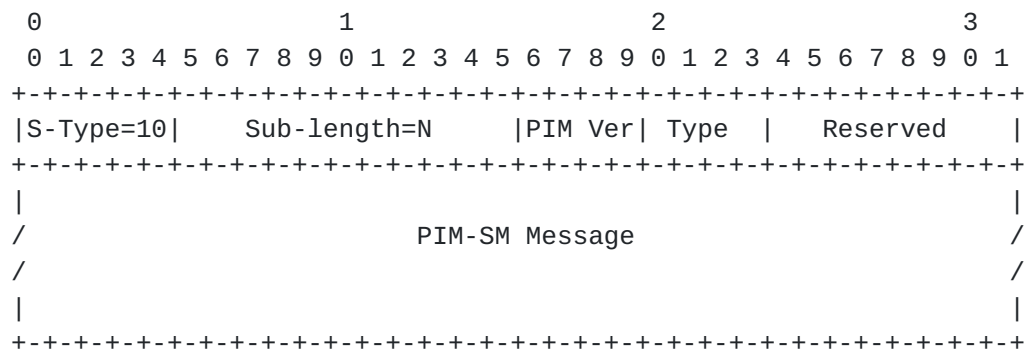 0                   1                   2                   3
 0 1 2 3 4 5 6 7 8 9 0 1 2 3 4 5 6 7 8 9 0 1 2 3 4 5 6 7 8 9 0 1
+-+-+-+-+-+-+-+-+-+-+-+-+-+-+-+-+-+-+-+-+-+-+-+-+-+-+-+-+-+-+-+-+
|S-Type=10|    Sub-length=N     |PIM Ver| Type  |   Reserved    |
+-+-+-+-+-+-+-+-+-+-+-+-+-+-+-+-+-+-+-+-+-+-+-+-+-+-+-+-+-+-+-+-+
|                                                               |
/                         PIM-SM Message                        /
/                                                               /
|                                                               |
+-+-+-+-+-+-+-+-+-+-+-+-+-+-+-+-+-+-+-+-+-+-+-+-+-+-+-+-+-+-+-+-+